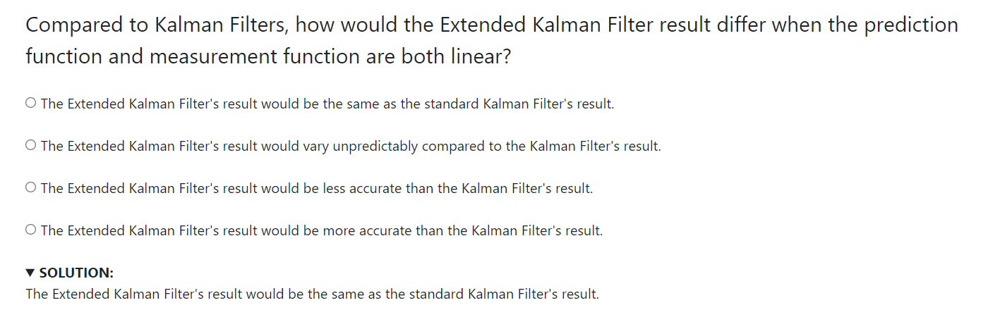 Compared to Kalman Filters, how would the Extended Kalman Filter result differ when the prediction
function and measurement function are both linear?
The Extended Kalman Filter's result would be the same as the standard Kalman Filter's result.
The Extended Kalman Filter's result would vary unpredictably compared to the Kalman Filter's result.
The Extended Kalman Filter's result would be less accurate than the Kalman Filter's result.
The Extended Kalman Filter's result would be more accurate than the Kalman Filter's result.
▼ SOLUTION:
The Extended Kalman Filter's result would be the same as the standard Kalman Filter's result.